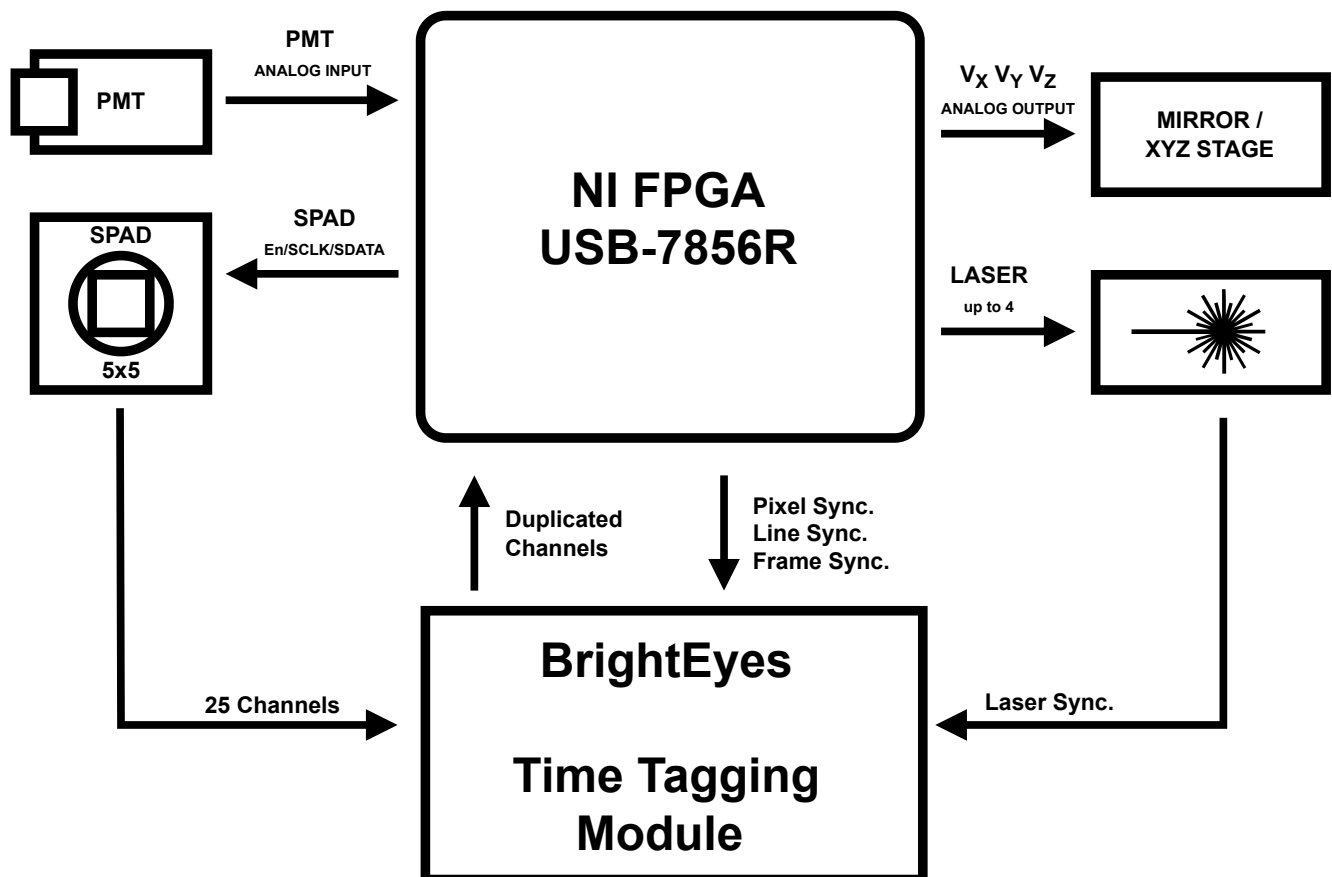 PMT
ANALOG INPUT
PMT
NI FPGA
USB-7856R
VX VY VZ
ANALOG OUTPUT
MIRROR /
XYZ STAGE
SPAD
5x5
SPAD
En/SCLK/SDATA
LASER
up to 4
Duplicated
Channels
Pixel Sync.
Line Sync.
Frame Sync.
25 Channels
BrightEyes
Time Tagging
Module
Laser Sync.